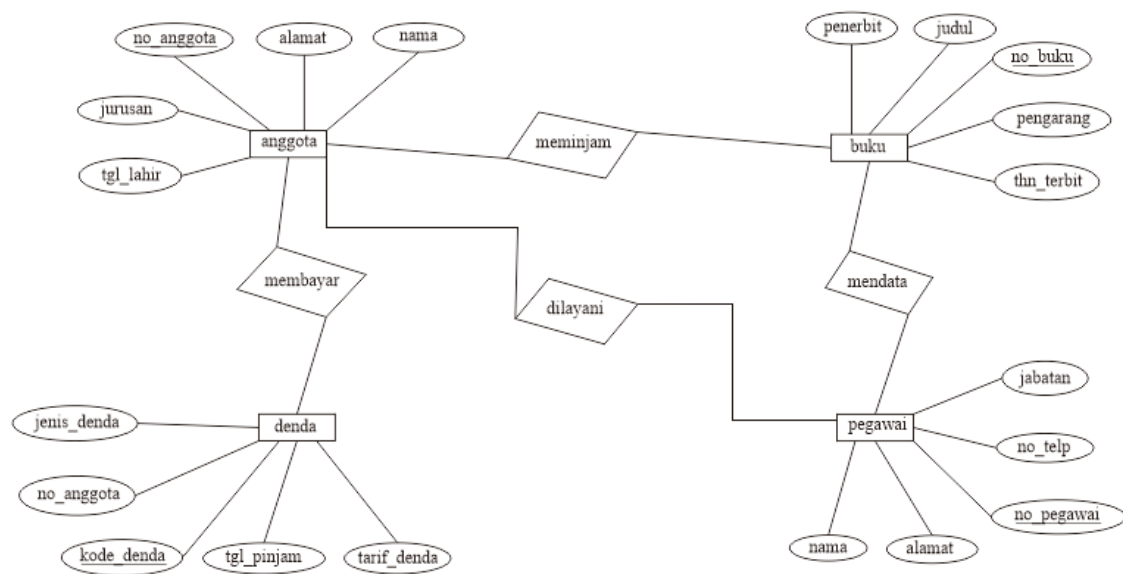 no_anggota
alamat
nama
penerbit
judul
no_buku
jurusan
pengarang
anggota
meminjam
buku
tgl_lahir
thn_terbit
membayar
dilayani
mendata
jabatan
jenis_denda
denda
pegawai
no_telp
no_anggota
no_pegawai
kode_denda
tgl_pinjam
tarif_denda
nama
alamat